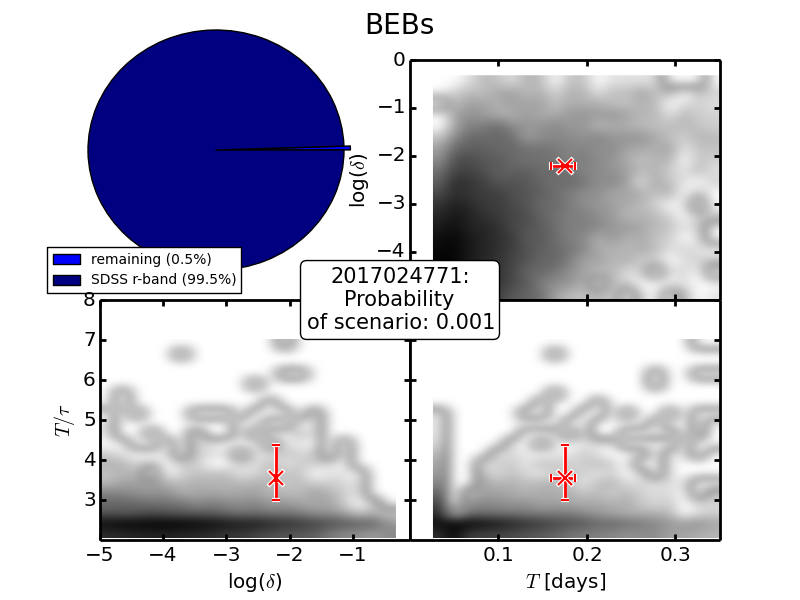 BEBs
remaining (0.5%)
SDSS r-band (99.5%)
0
−1
−2
−3
−4
log(δ)
2017024771:
Probability
of scenario: 0.001
8
7
6
5
4
3
T/τ
−5 −4 −3 −2 −1
log(δ)
0.1 0.2 0.3
T [days]